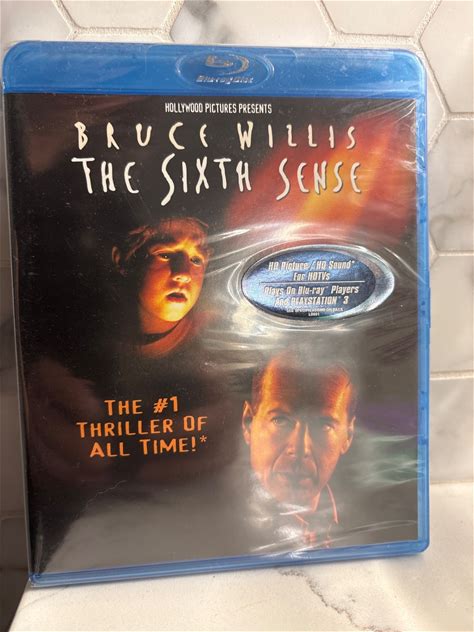 Blu-ray Disc
HOLLYWOOD PICTURES PRESENTS
BRUCE WILLIS
THE SIXTH SENSE
HD Picture / HD Sound*
For HDTVs
Plays On Blu-ray™ Players
And PLAYSTATION® 3
THE #1
THRILLER OF
ALL TIME!*